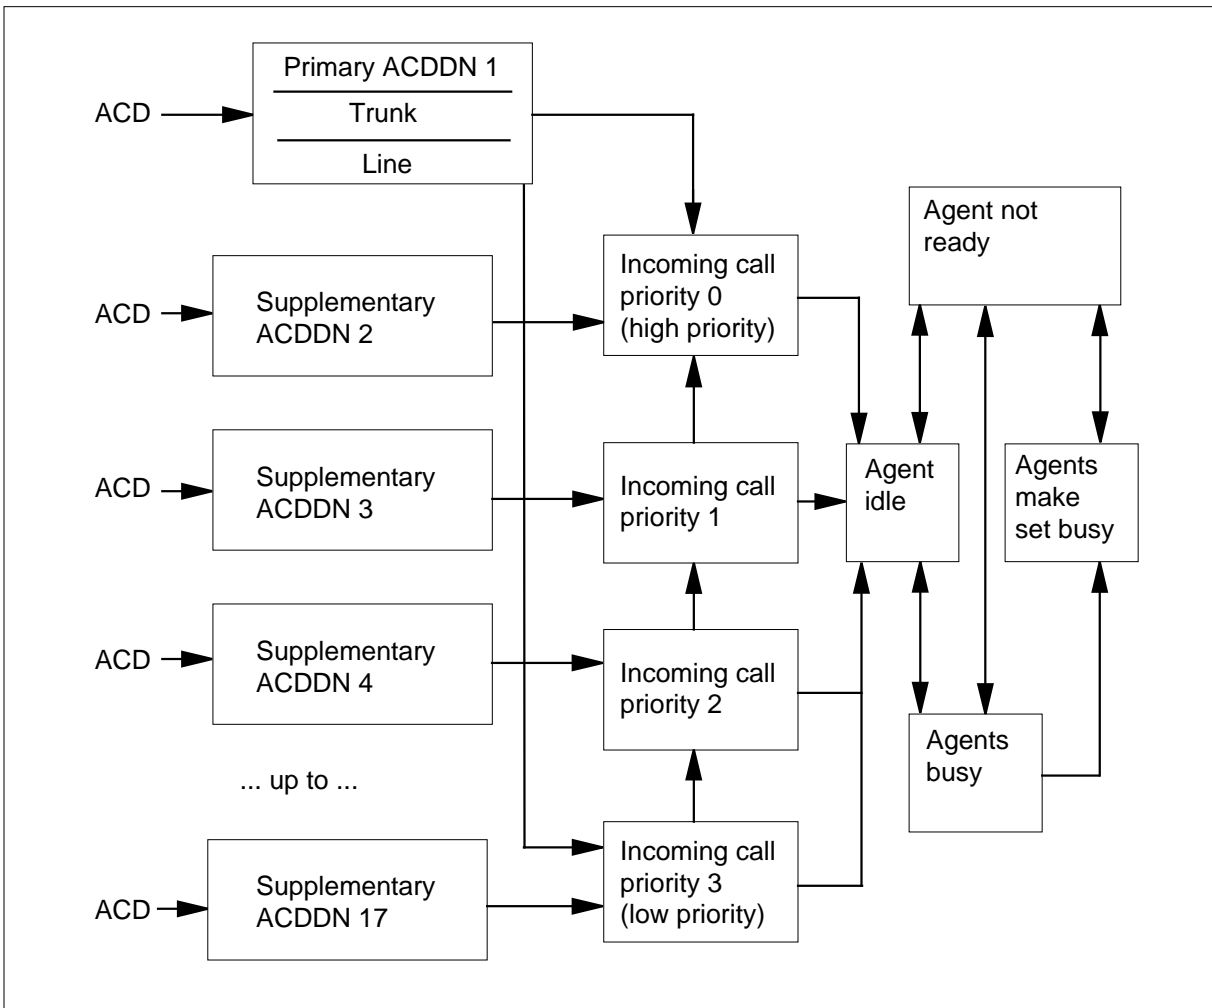 Primary ACDDN 1
ACD
Trunk
Line
Agent not
ready
Incoming call
priority 0
(high priority)
ACD
Supplementary
ACDDN 2
ACD
Supplementary
ACDDN 3
Incoming call
priority 1
Agent
idle
Agents
make
set busy
ACD
Supplementary
ACDDN 4
Incoming call
priority 2
Agents
busy
... up to ...
Incoming call
priority 3
(low priority)
ACD
Supplementary
ACDDN 17